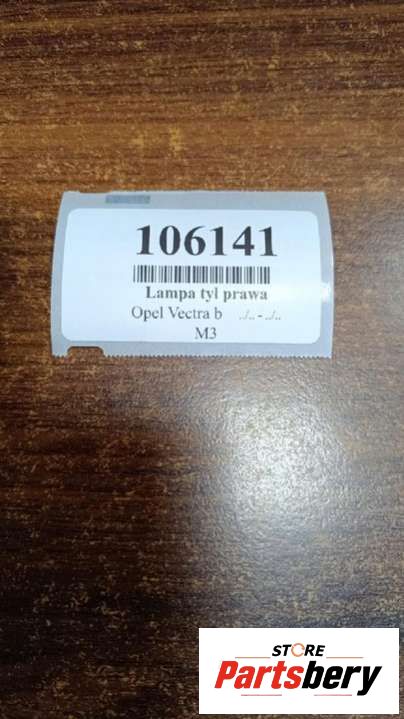 106141
Lampa tyl prawa
Opel Vectra b ../.. - ../..
M3
STORE
Partsbery